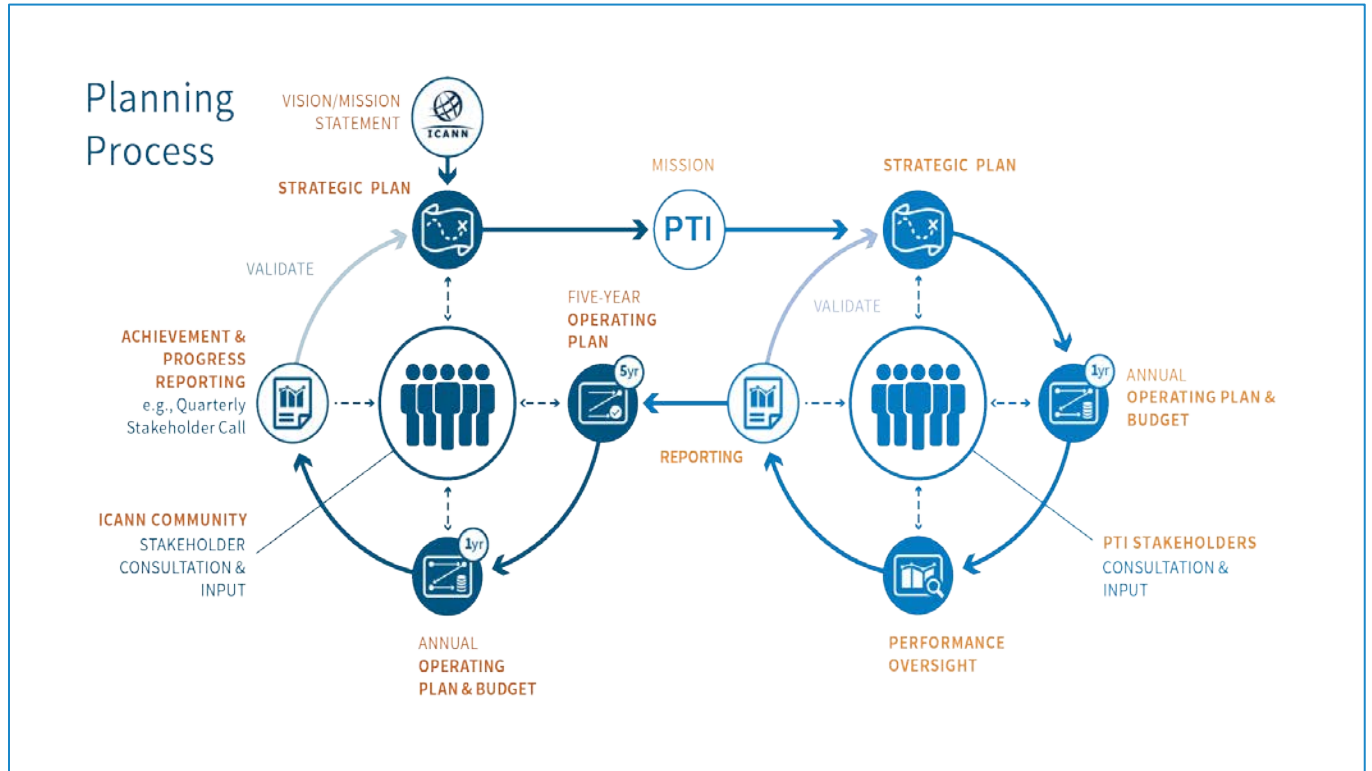 Planning
Process
VISION/MISSION
STATEMENT
ICANN
STRATEGIC PLAN
MISSION
PTI
STRATEGIC PLAN
VALIDATE
FIVE-YEAR
OPERATING
PLAN
5yr
VALIDATE
ACHIEVEMENT &
PROGRESS
REPORTING
e.g., Quarterly
Stakeholder Call
1yr
ANNUAL
OPERATING PLAN &
BUDGET
REPORTING
ICANN COMMUNITY
STAKEHOLDER
CONSULTATION &
INPUT
1yr
ANNUAL
OPERATING
PLAN & BUDGET
PTI STAKEHOLDERS
CONSULTATION &
INPUT
PERFORMANCE
OVERSIGHT